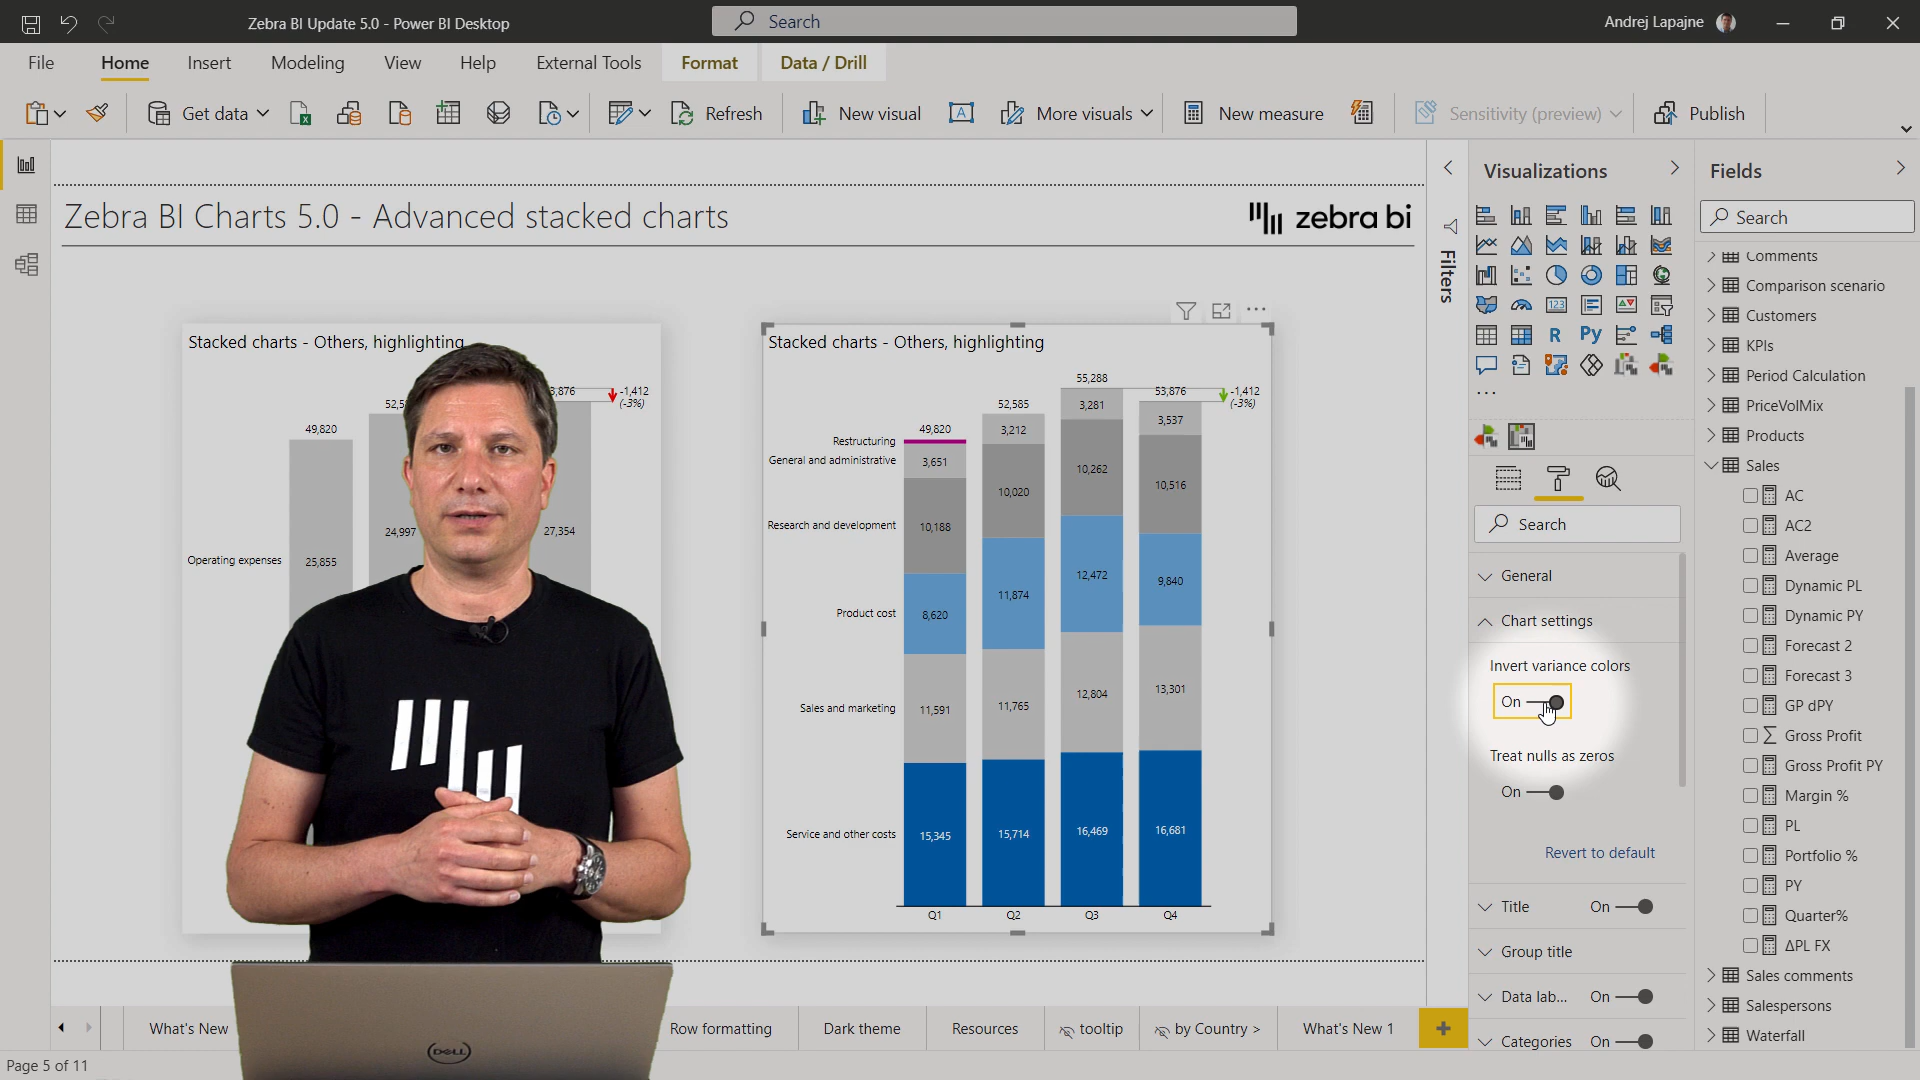 Zebra BI Update 5.0 - Power BI Desktop
Search
Andrej Lapajne
File
Home
Insert
Modeling
View
Help
External Tools
Format
Data / Drill
Get data
Refresh
New visual
More visuals
New measure
Sensitivity (preview)
Publish
Zebra BI Charts 5.0 - Advanced stacked charts
zebra bi
Stacked charts - Others, highlighting
49,820
3,876
-1,412
(-3%)
24,997
27,354
Operating expenses
25,855
DELL
Stacked charts - Others, highlighting
55,288
52,585
53,876
-1,412
(-3%)
49,820
3,212
3,281
3,537
Restructuring
General and administrative
3,651
10,020
10,262
10,516
Research and development
10,188
11,874
12,472
9,840
Product cost
8,620
Sales and marketing
11,591
11,765
12,804
13,301
Service and other costs
15,345
15,714
16,469
16,681
Q1
Q2
Q3
Q4
Filters
Visualizations
123
R
Py
Search
General
Chart settings
Invert variance colors
On
Treat nulls as zeros
On
Revert to default
Title
On
Group title
Data lab...
On
Categories
On
Fields
Search
Comments
Comparison scenario
Customers
KPIs
Period Calculation
PriceVolMix
Products
Sales
AC
AC2
Average
Dynamic PL
Dynamic PY
Forecast 2
Forecast 3
GP dPY
Gross Profit
Gross Profit PY
Margin %
PL
Portfolio %
PY
Quarter%
ΔPL FX
Sales comments
Salespersons
Waterfall
What's New
Row formatting
Dark theme
Resources
tooltip
by Country >
What's New 1
Page 5 of 11